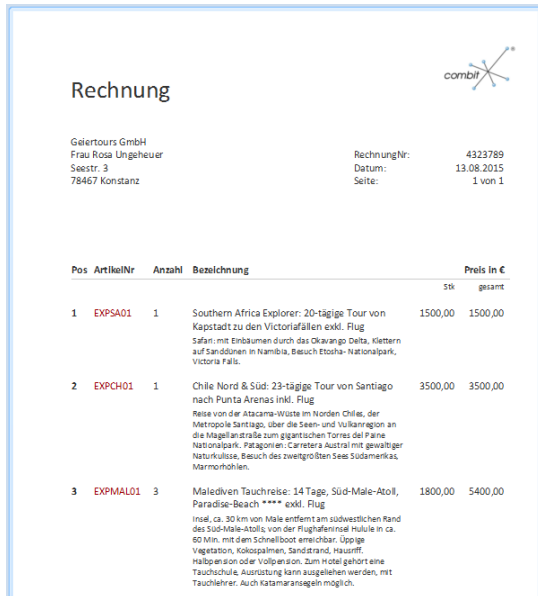 combit
Rechnung
Geiertours GmbH
Frau Rosa Ungeheuer
Seestr. 3
78467 Konstanz
RechnungNr: 4323789
Datum: 13.08.2015
Seite: 1 von 1
Pos ArtikelNr Anzahl Bezeichnung Preis in €
Stk gesamt
1 EXPSA01 1 Southern Africa Explorer: 20-tägige Tour von 1500,00 1500,00
Kapstadt zu den Victoriafällen exkl. Flug
Safari: mit Einbäumen durch das Okavango Delta, Klettern
auf Sanddünen in Namibia, Besuch Etosha- Nationalpark,
Victoria Falls.
2 EXPCH01 1 Chile Nord & Süd: 23-tägige Tour von Santiago 3500,00 3500,00
nach Punta Arenas inkl. Flug
Reise von der Atacama-Wüste im Norden Chiles, der
Metropole Santiago, über die Seen- und Vulkanregion an
die Magellanstraße zum gigantischen Torres del Paine
Nationalpark. Patagonien: Carretera Austral mit gewaltiger
Naturkulisse, Besuch des zweitgrößten Sees Südamerikas,
Marmorhöhlen.
3 EXPMAL01 3 Malediven Tauchreise: 14 Tage, Süd-Male-Atoll, 1800,00 5400,00
Paradise-Beach **** exkl. Flug
Insel, ca. 30 km von Male entfernt am südwestlichen Rand
des Süd-Male-Atolls; von der Flughafeninsel Hulule in ca.
60 Min. mit dem Schnellboot erreichbar. Üppige
Vegetation, Kokospalmen, Sandstrand, Hausriff.
Halbpension oder Vollpension. Zum Hotel gehört eine
Tauchschule, Ausrüstung kann ausgeliehen werden, mit
Tauchlehrer. Auch Katamaransegeln möglich.